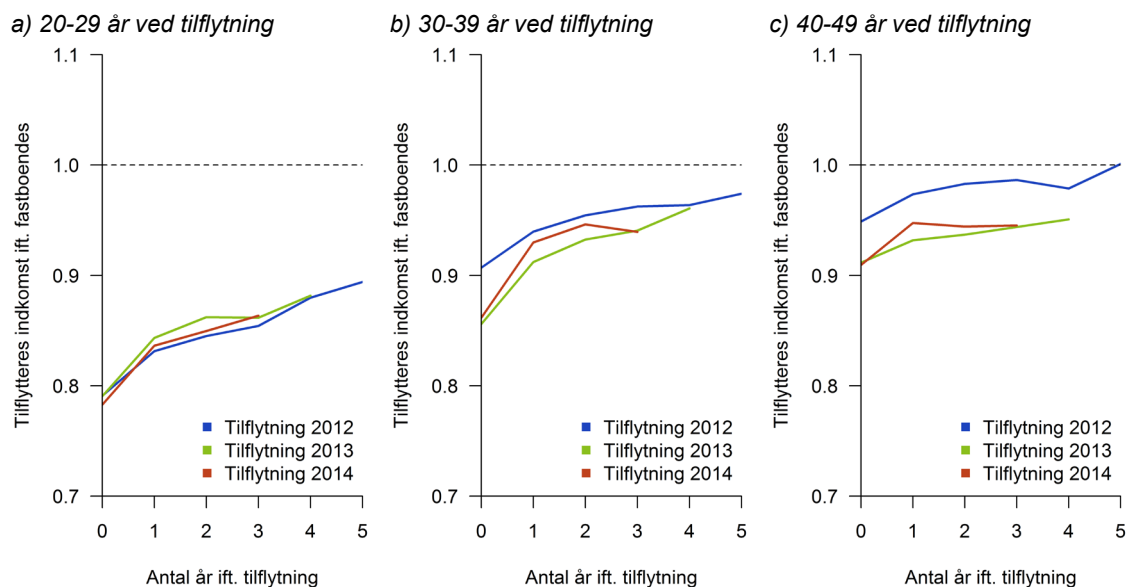 a) 20-29 år ved tilflytning
Tilflytteres indkomst ift. fastboendes
1.1
1.0
0.9
0.8
0.7
Tilflytning 2012
Tilflytning 2013
Tilflytning 2014
0 1 2 3 4 5
Antal år ift. tilflytning
b) 30-39 år ved tilflytning
Tilflytteres indkomst ift. fastboendes
1.1
1.0
0.9
0.8
0.7
Tilflytning 2012
Tilflytning 2013
Tilflytning 2014
0 1 2 3 4 5
Antal år ift. tilflytning
c) 40-49 år ved tilflytning
Tilflytteres indkomst ift. fastboendes
1.1
1.0
0.9
0.8
0.7
Tilflytning 2012
Tilflytning 2013
Tilflytning 2014
0 1 2 3 4 5
Antal år ift. tilflytning